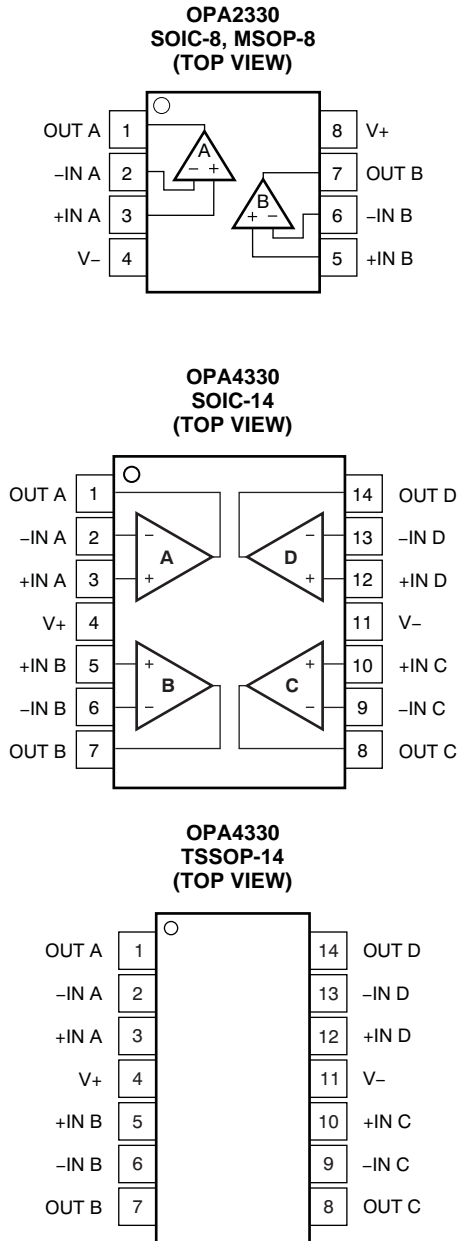 OPA2330
SOIC-8, MSOP-8
(TOP VIEW)
OUT A 1 8 V+
A
−IN A 2 − + 7 OUT B
B
+IN A 3 + − 6 −IN B
V− 4 5 +IN B
OPA4330
SOIC-14
(TOP VIEW)
OUT A 1 14 OUT D
−IN A 2 − − 13 −IN D
A D
+IN A 3 + + 12 +IN D
V+ 4 11 V−
+IN B 5 + + 10 +IN C
B C
−IN B 6 − − 9 −IN C
OUT B 7 8 OUT C
OPA4330
TSSOP-14
(TOP VIEW)
OUT A 1 14 OUT D
−IN A 2 13 −IN D
+IN A 3 12 +IN D
V+ 4 11 V−
+IN B 5 10 +IN C
−IN B 6 9 −IN C
OUT B 7 8 OUT C